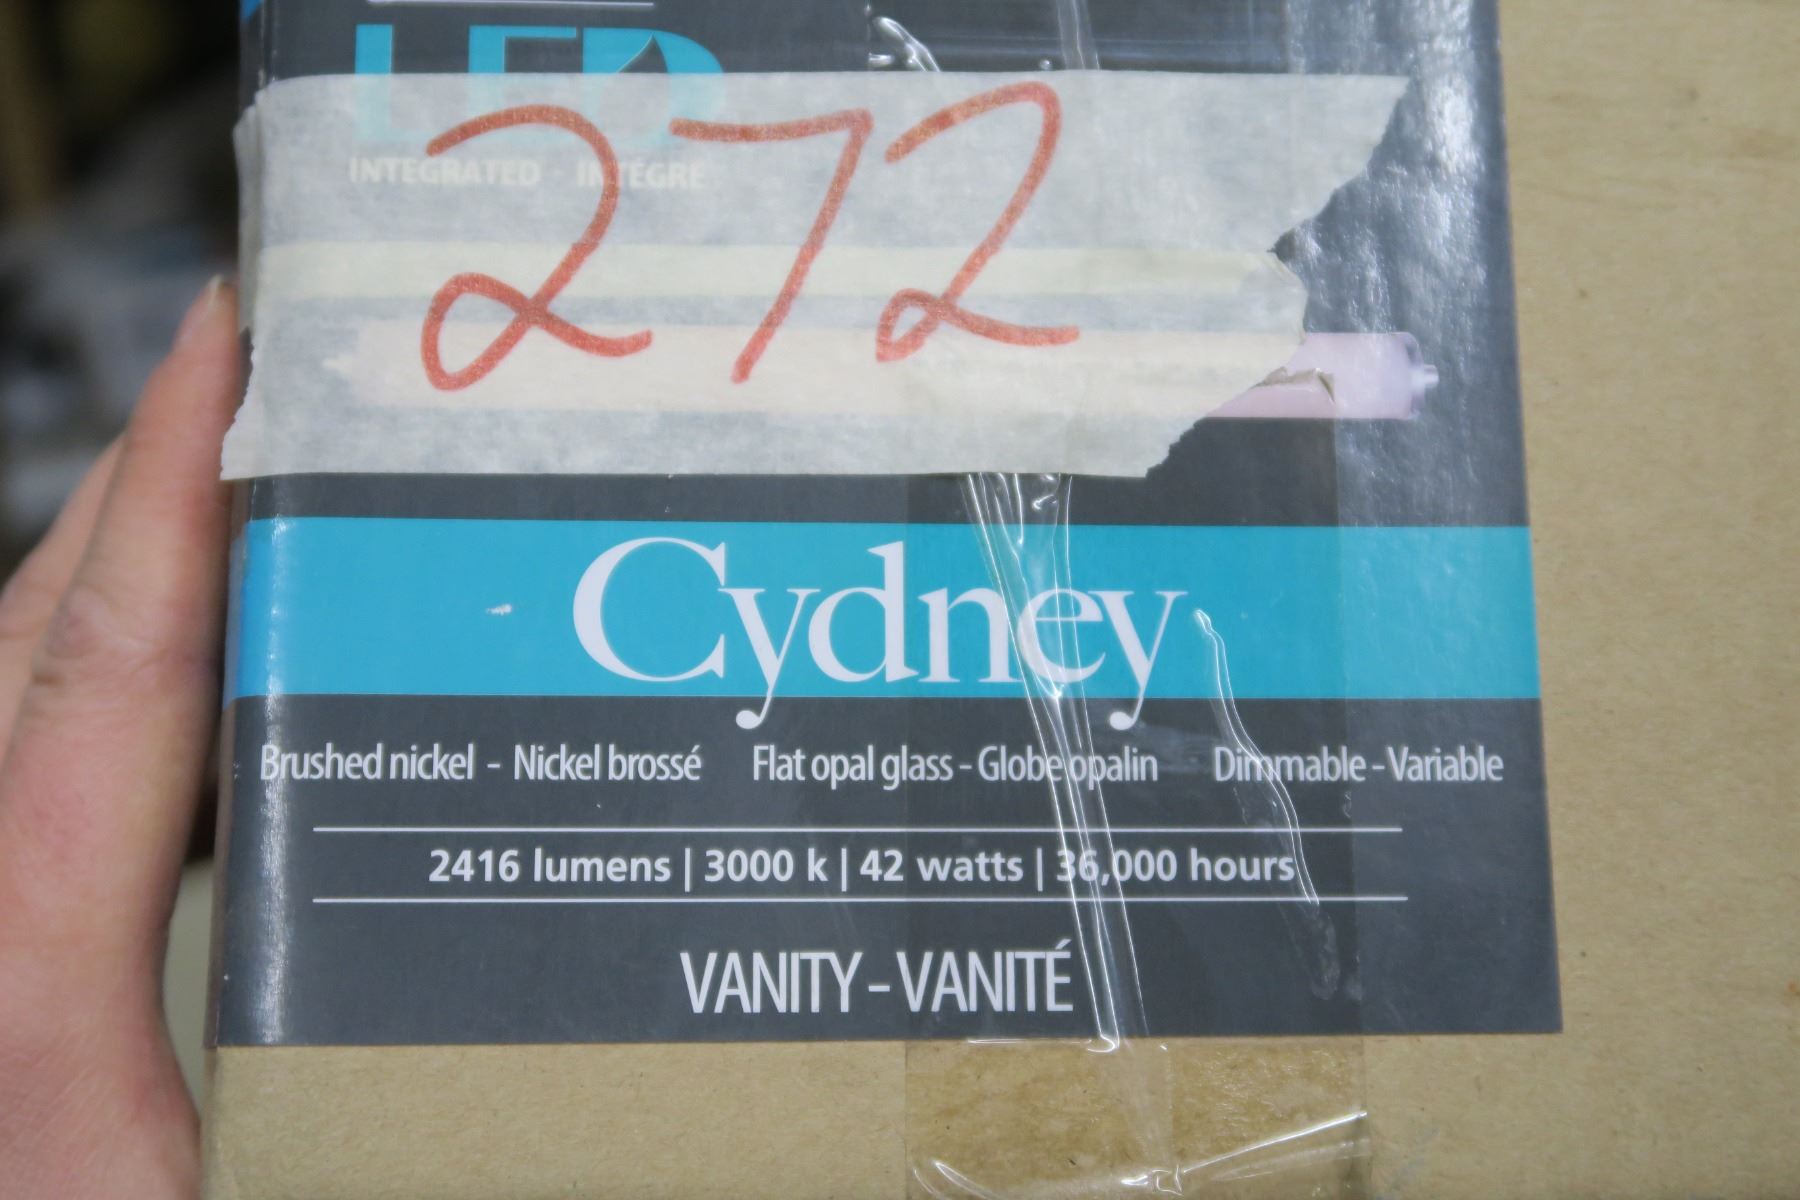 LED
272
INTEGRATED · INTÉGRÉ
Cydney
Brushed nickel - Nickel brossé Flat opal glass - Globe opalin Dimmable - Variable
2416 lumens | 3000 k | 42 watts | 36,000 hours
VANITY - VANITÉ